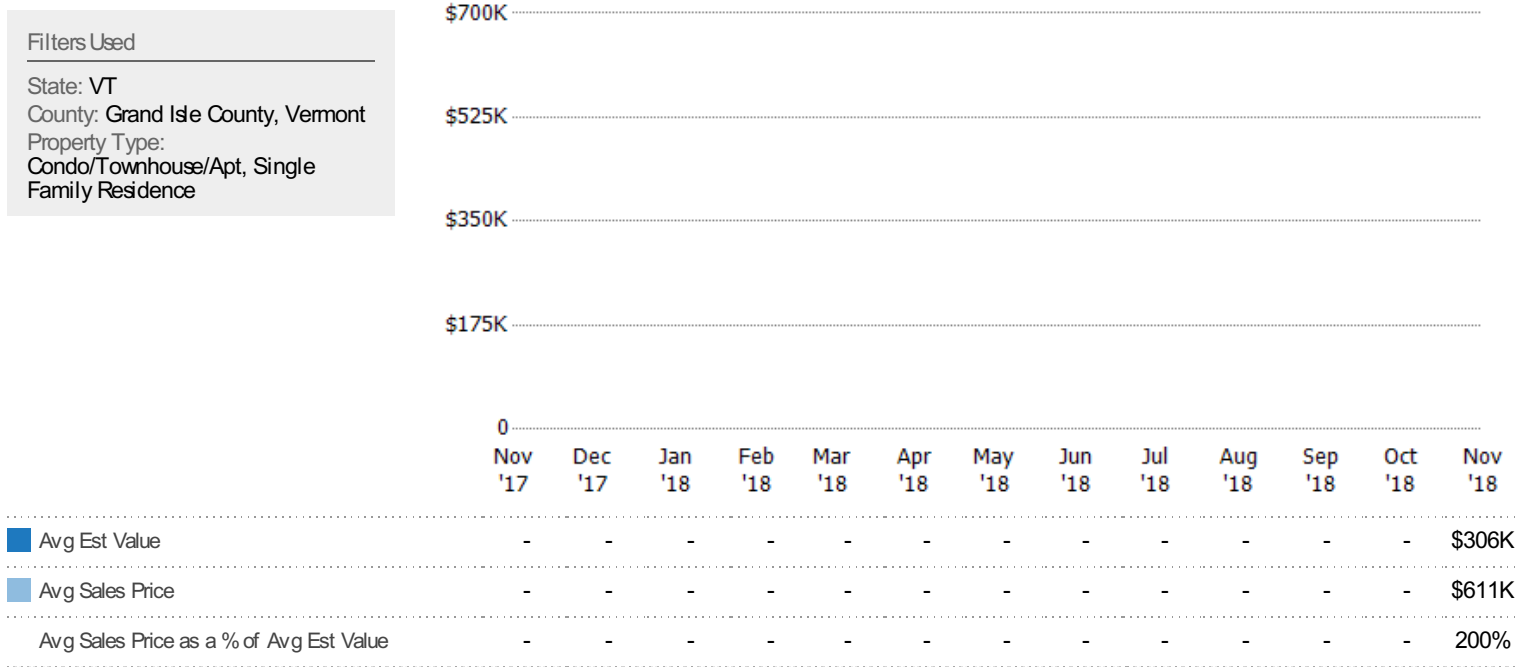 Filters Used
State: VT
County: Grand Isle County, Vermont
Property Type:
Condo/Townhouse/Apt, Single
Family Residence
$700K
$525K
$350K
$175K
0
Nov Dec Jan Feb Mar Apr May Jun Jul Aug Sep Oct Nov
'17 '17 '18 '18 '18 '18 '18 '18 '18 '18 '18 '18 '18
Avg Est Value - - - - - - - - - - - - $306K
Avg Sales Price - - - - - - - - - - - - $611K
Avg Sales Price as a % of Avg Est Value - - - - - - - - - - - - 200%